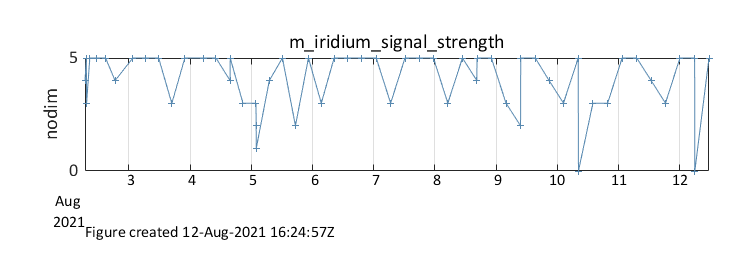 m_iridium_signal_strength
5
nodim
0
3 4 5 6 7 8 9 10 11 12
Aug
2021
Figure created 12-Aug-2021 16:24:57Z